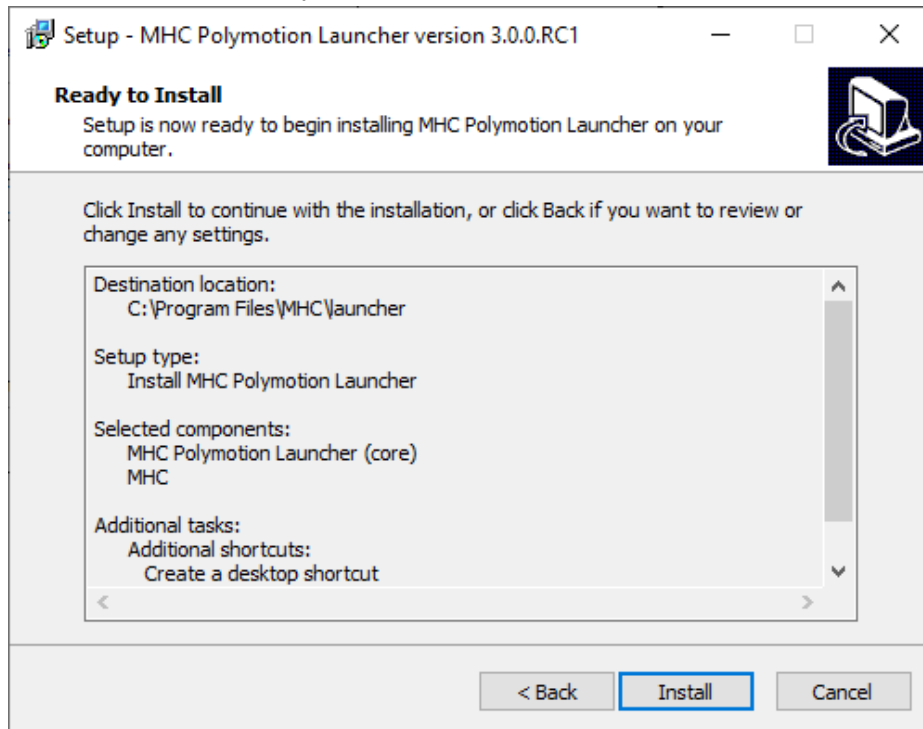 Setup - MHC Polymotion Launcher version 3.0.0.RC1
Ready to Install
Setup is now ready to begin installing MHC Polymotion Launcher on your
computer.
Click Install to continue with the installation, or click Back if you want to review or
change any settings.
Destination location:
C:\Program Files\MHC\launcher
Setup type:
Install MHC Polymotion Launcher
Selected components:
MHC Polymotion Launcher (core)
MHC
Additional tasks:
Additional shortcuts:
Create a desktop shortcut
< Back
Install
Cancel